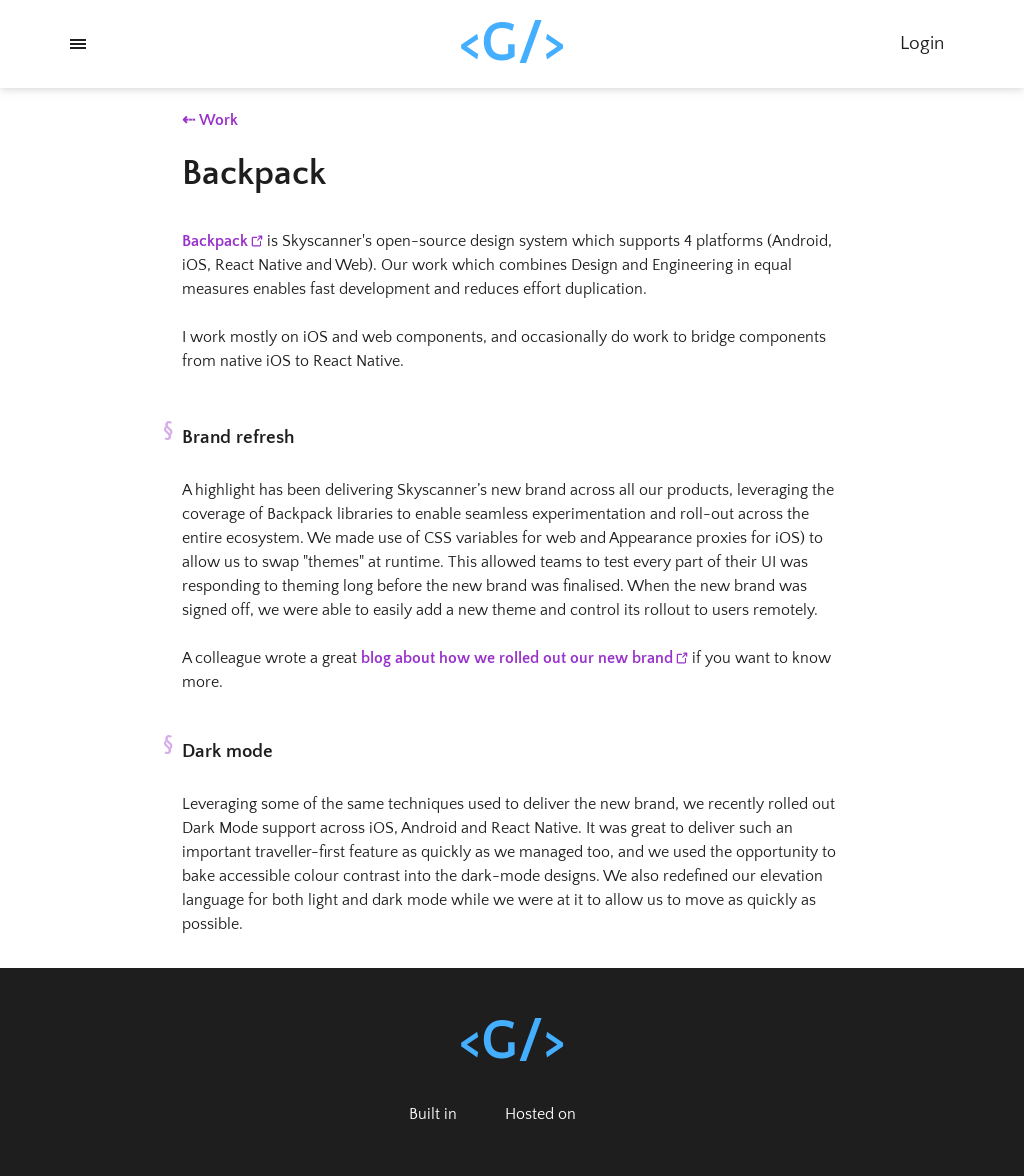 <G/>
Login
⇠ Work
Backpack
Backpack is Skyscanner's open-source design system which supports 4 platforms (Android,
iOS, React Native and Web). Our work which combines Design and Engineering in equal
measures enables fast development and reduces effort duplication.
I work mostly on iOS and web components, and occasionally do work to bridge components
from native iOS to React Native.
§ Brand refresh
A highlight has been delivering Skyscanner’s new brand across all our products, leveraging the
coverage of Backpack libraries to enable seamless experimentation and roll-out across the
entire ecosystem. We made use of CSS variables for web and Appearance proxies for iOS) to
allow us to swap "themes" at runtime. This allowed teams to test every part of their UI was
responding to theming long before the new brand was finalised. When the new brand was
signed off, we were able to easily add a new theme and control its rollout to users remotely.
A colleague wrote a great blog about how we rolled out our new brand if you want to know
more.
§ Dark mode
Leveraging some of the same techniques used to deliver the new brand, we recently rolled out
Dark Mode support across iOS, Android and React Native. It was great to deliver such an
important traveller-first feature as quickly as we managed too, and we used the opportunity to
bake accessible colour contrast into the dark-mode designs. We also redefined our elevation
language for both light and dark mode while we were at it to allow us to move as quickly as
possible.
<G/>
Built in
Hosted on